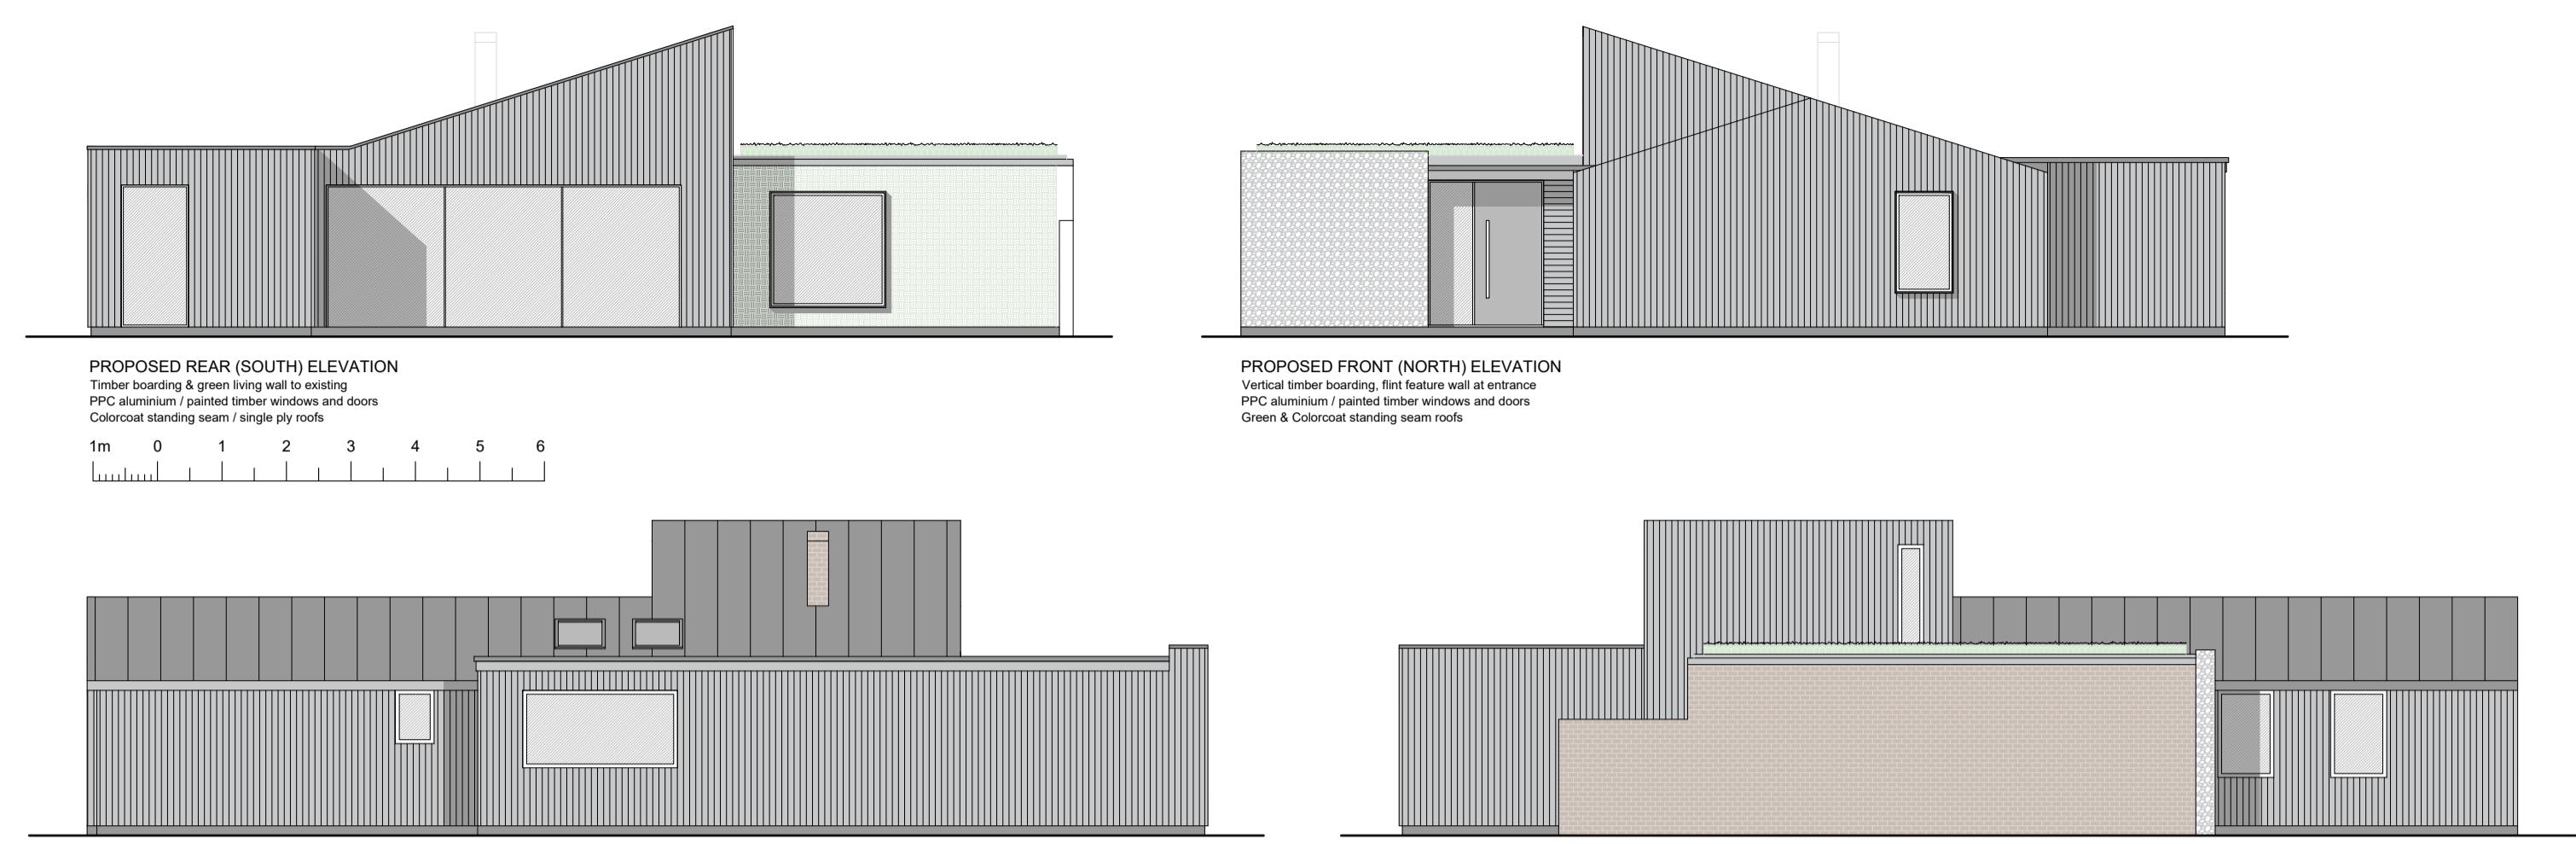 PROPOSED REAR (SOUTH) ELEVATION
Timber boarding & green living wall to existing
PPC aluminium / painted timber windows and doors
Colorcoat standing seam / single ply roofs
1m 0 1 2 3 4 5 6
PROPOSED FRONT (NORTH) ELEVATION
Vertical timber boarding, flint feature wall at entrance
PPC aluminium / painted timber windows and doors
Green & Colorcoat standing seam roofs